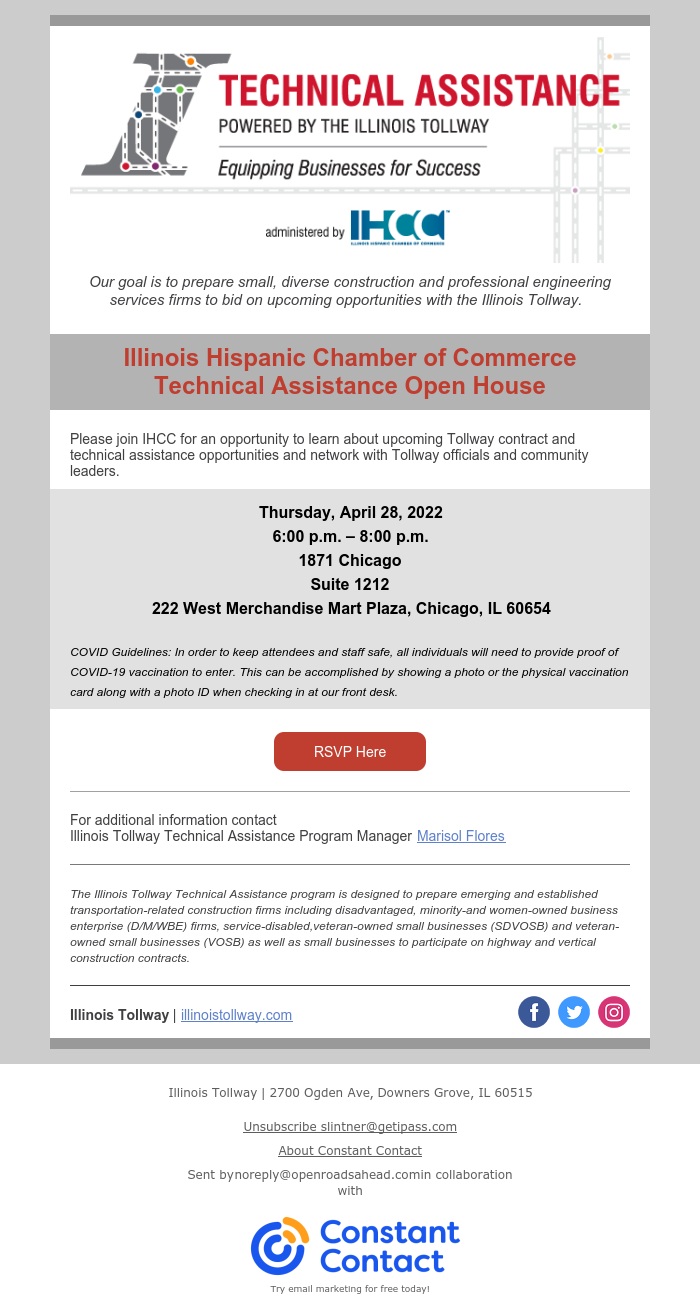 TECHNICAL ASSISTANCE
POWERED BY THE ILLINOIS TOLLWAY
Equipping Businesses for Success
administered by IHCC™
ILLINOIS HISPANIC CHAMBER OF COMMERCE
Our goal is to prepare small, diverse construction and professional engineering
services firms to bid on upcoming opportunities with the Illinois Tollway.
Illinois Hispanic Chamber of Commerce
Technical Assistance Open House
Please join IHCC for an opportunity to learn about upcoming Tollway contract and
technical assistance opportunities and network with Tollway officials and community
leaders.
Thursday, April 28, 2022
6:00 p.m. – 8:00 p.m.
1871 Chicago
Suite 1212
222 West Merchandise Mart Plaza, Chicago, IL 60654
COVID Guidelines: In order to keep attendees and staff safe, all individuals will need to provide proof of
COVID-19 vaccination to enter. This can be accomplished by showing a photo or the physical vaccination
card along with a photo ID when checking in at our front desk.
RSVP Here
For additional information contact
Illinois Tollway Technical Assistance Program Manager Marisol Flores
The Illinois Tollway Technical Assistance program is designed to prepare emerging and established
transportation-related construction firms including disadvantaged, minority-and women-owned business
enterprise (D/M/WBE) firms, service-disabled,veteran-owned small businesses (SDVOSB) and veteran-
owned small businesses (VOSB) as well as small businesses to participate on highway and vertical
construction contracts.
Illinois Tollway | illinoistollway.com
Illinois Tollway | 2700 Ogden Ave, Downers Grove, IL 60515
Unsubscribe slintner@getipass.com
About Constant Contact
Sent bynoreply@openroadsahead.comin collaboration
with
Constant
Contact
Try email marketing for free today!